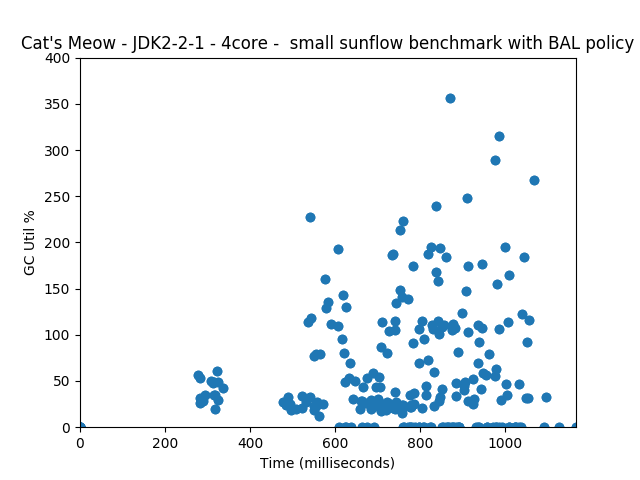 Cat's Meow - JDK2-2-1 - 4core -  small sunflow benchmark with BAL policy
400
350
300
250
200
150
100
50
0
GC Util %
0 200 400 600 800 1000
Time (milliseconds)